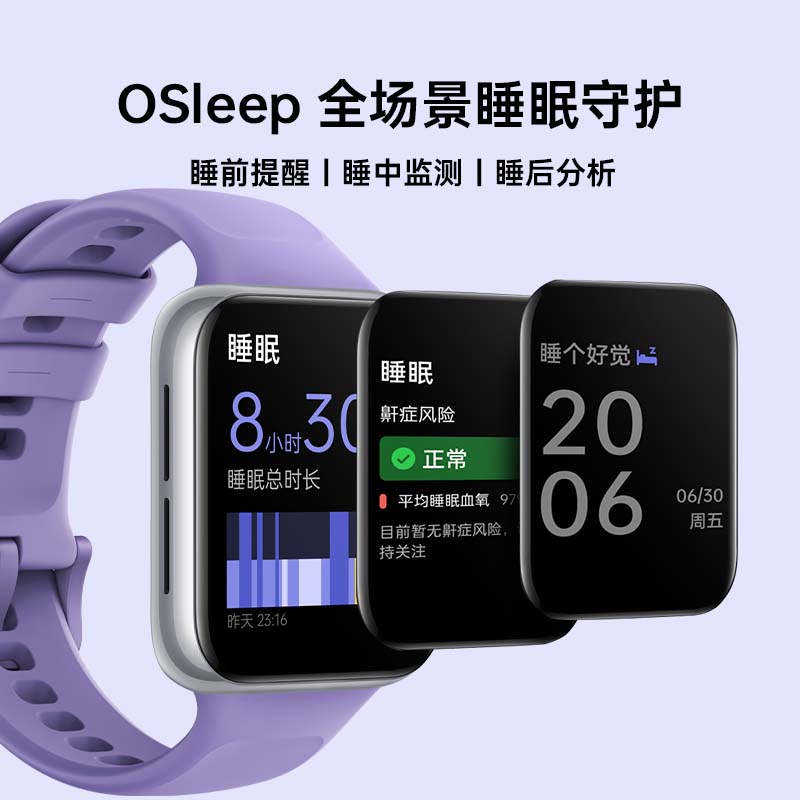 OSleep 全场景睡眠守护
睡前提醒丨睡中监测丨睡后分析
睡眠
8小时30
睡眠总时长
昨天 23:16
睡眠
鼾症风险
正常
平均睡眠血氧 97
目前暂无鼾症风险,
持关注
睡个好觉
20
06
06/30
周五